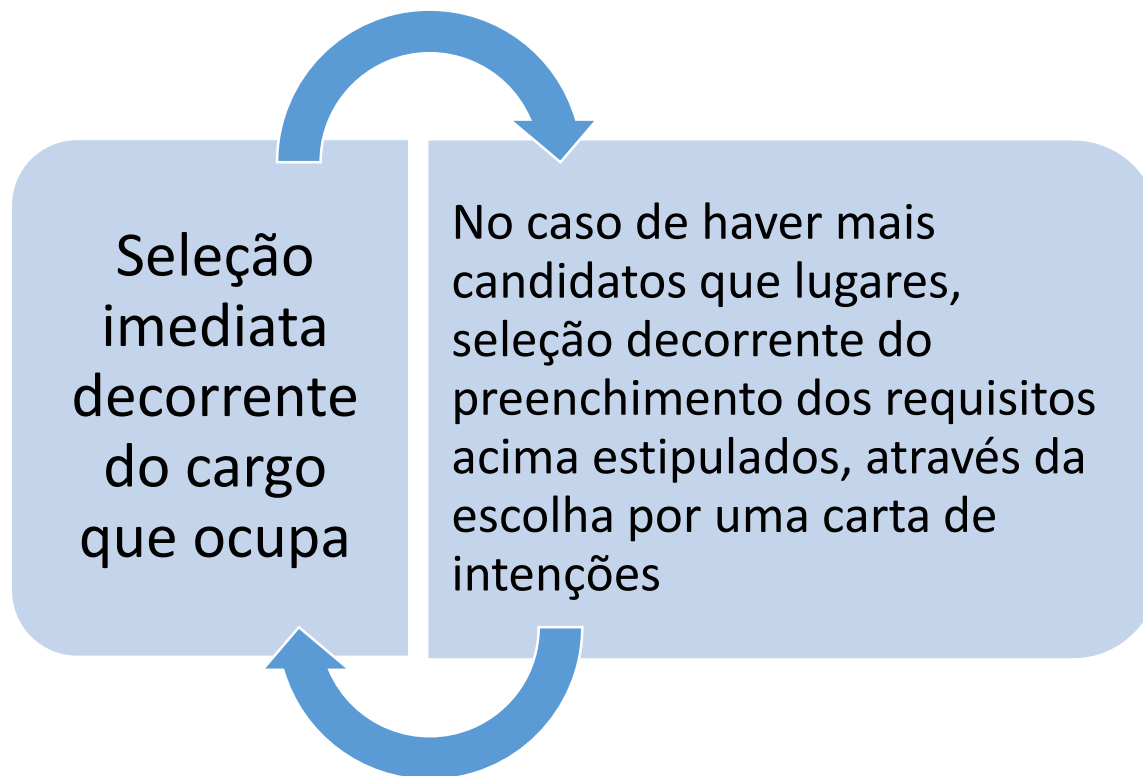 Seleção
imediata
decorrente
do cargo
que ocupa
No caso de haver mais
candidatos que lugares,
seleção decorrente do
preenchimento dos requisitos
acima estipulados, através da
escolha por uma carta de
intenções